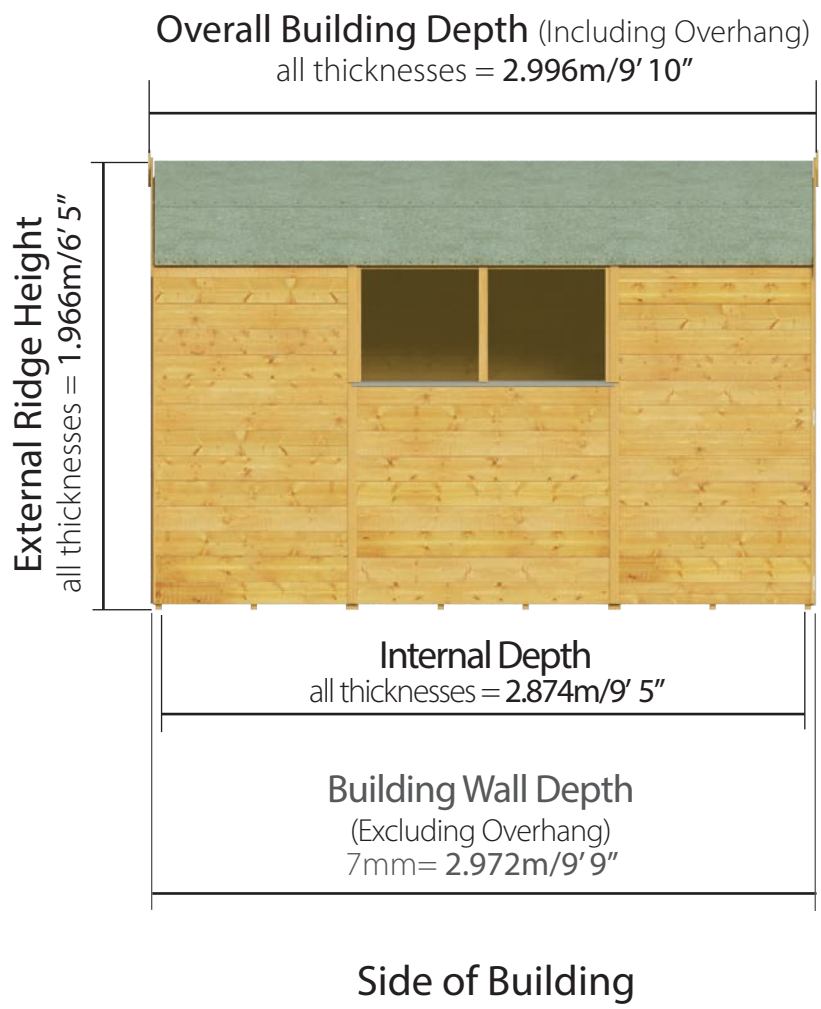 Overall Building Depth (Including Overhang)
all thicknesses = 2.996m/9’ 10”
External Ridge Height
all thicknesses = 1.966m/6’ 5”
Internal Depth
all thicknesses = 2.874m/9’ 5”
Building Wall Depth
(Excluding Overhang)
7mm= 2.972m/9’ 9”
Side of Building